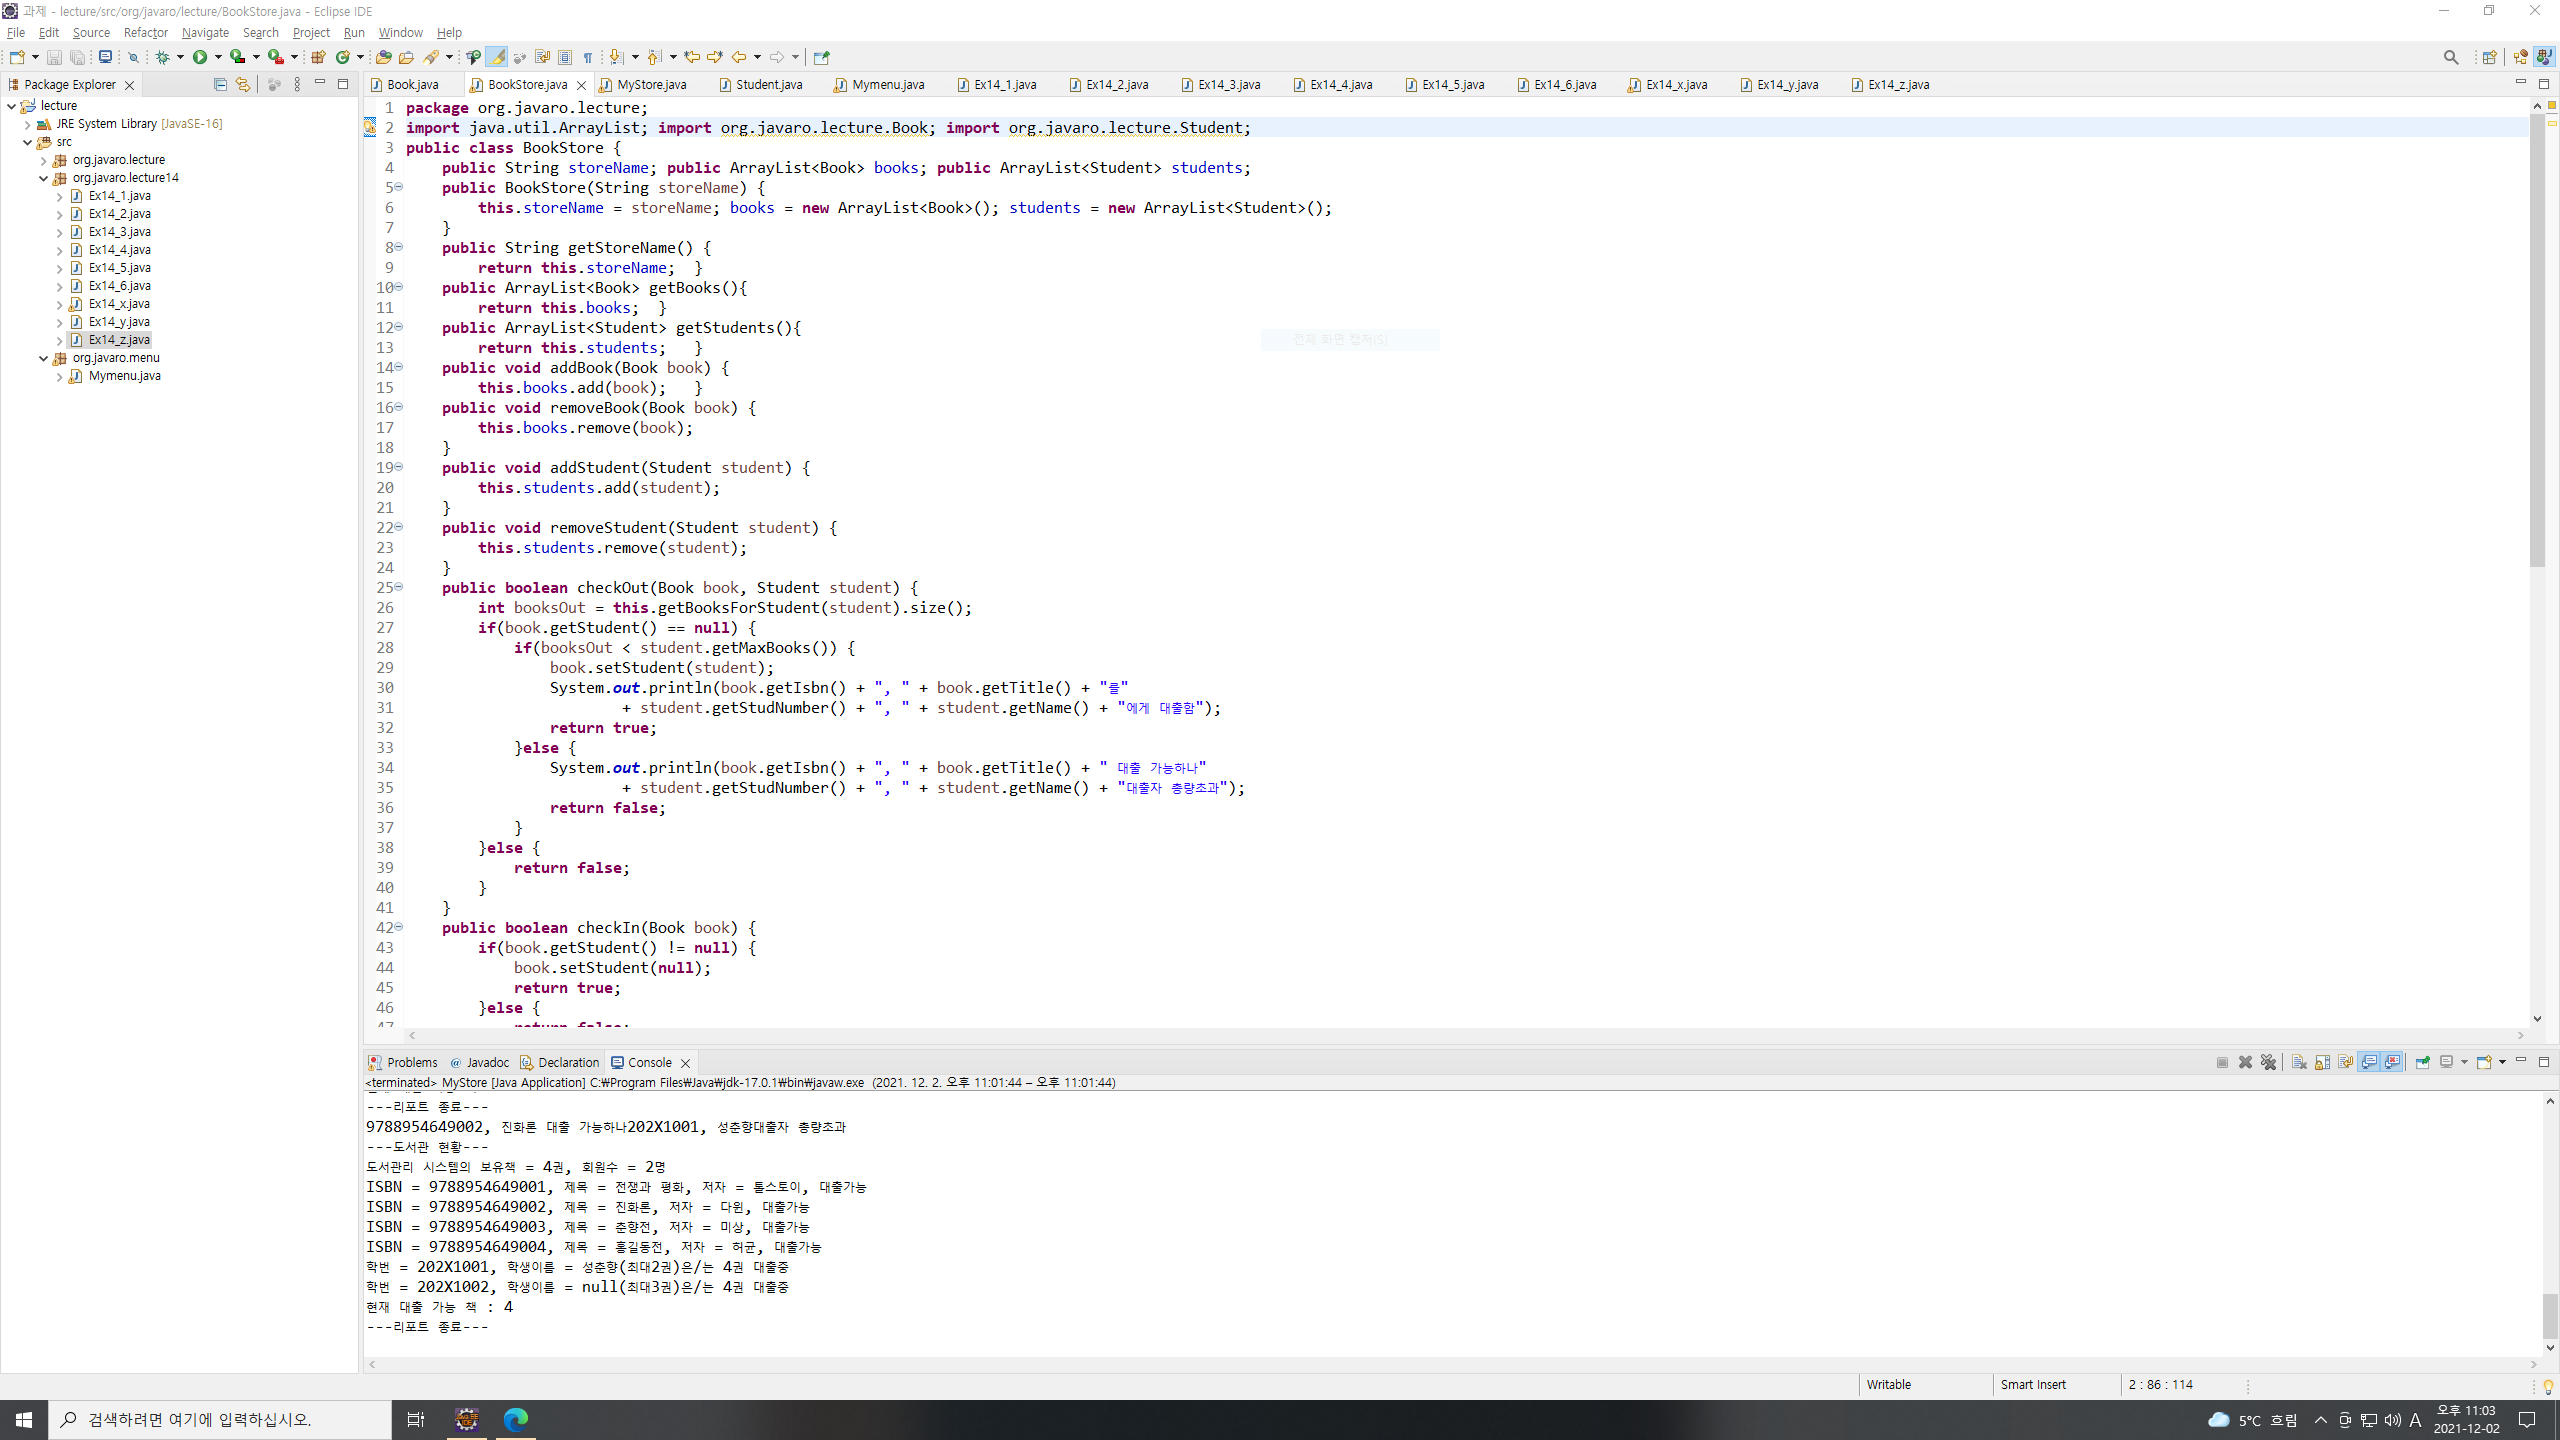 과제 - lecture/src/org/javaro/lecture/BookStore.java - Eclipse IDE
File Edit Source Refactor Navigate Search Project Run Window Help
Package Explorer
lecture
JRE System Library [JavaSE-16]
src
org.javaro.lecture
org.javaro.lecture14
Ex14_1.java
Ex14_2.java
Ex14_3.java
Ex14_4.java
Ex14_5.java
Ex14_6.java
Ex14_x.java
Ex14_y.java
Ex14_z.java
org.javaro.menu
Mymenu.java
Book.java BookStore.java MyStore.java Student.java Mymenu.java Ex14_1.java Ex14_2.java Ex14_3.java Ex14_4.java Ex14_5.java Ex14_6.java Ex14_x.java Ex14_y.java Ex14_z.java
1 package org.javaro.lecture;
2 import java.util.ArrayList; import org.javaro.lecture.Book; import org.javaro.lecture.Student;
3 public class BookStore {
4 public String storeName; public ArrayList<Book> books; public ArrayList<Student> students;
5 public BookStore(String storeName) {
6 this.storeName = storeName; books = new ArrayList<Book>(); students = new ArrayList<Student>();
7 }
8 public String getStoreName() {
9 return this.storeName; }
10 public ArrayList<Book> getBooks(){
11 return this.books; }
12 public ArrayList<Student> getStudents(){
13 return this.students; }
14 public void addBook(Book book) {
15 this.books.add(book); }
16 public void removeBook(Book book) {
17 this.books.remove(book);
18 }
19 public void addStudent(Student student) {
20 this.students.add(student);
21 }
22 public void removeStudent(Student student) {
23 this.students.remove(student);
24 }
25 public boolean checkOut(Book book, Student student) {
26 int booksOut = this.getBooksForStudent(student).size();
27 if(book.getStudent() == null) {
28 if(booksOut < student.getMaxBooks()) {
29 book.setStudent(student);
30 System.out.println(book.getIsbn() + ", " + book.getTitle() + "를"
31 + student.getStudNumber() + ", " + student.getName() + "에게 대출함");
32 return true;
33 }else {
34 System.out.println(book.getIsbn() + ", " + book.getTitle() + " 대출 가능하나"
35 + student.getStudNumber() + ", " + student.getName() + "대출자 총량초과");
36 return false;
37 }
38 }else {
39 return false;
40 }
41 }
42 public boolean checkIn(Book book) {
43 if(book.getStudent() != null) {
44 book.setStudent(null);
45 return true;
46 }else {
47 return false;
전체 화면 캡처(S)
Problems Javadoc Declaration Console
<terminated> MyStore [Java Application] C:₩Program Files₩Java₩jdk-17.0.1₩bin₩javaw.exe (2021. 12. 2. 오후 11:01:44 – 오후 11:01:44)
---리포트 종료---
9788954649002, 진화론 대출 가능하나202X1001, 성춘향대출자 총량초과
---도서관 현황---
도서관리 시스템의 보유책 = 4권, 회원수 = 2명
ISBN = 9788954649001, 제목 = 전쟁과 평화, 저자 = 톨스토이, 대출가능
ISBN = 9788954649002, 제목 = 진화론, 저자 = 다윈, 대출가능
ISBN = 9788954649003, 제목 = 춘향전, 저자 = 미상, 대출가능
ISBN = 9788954649004, 제목 = 홍길동전, 저자 = 허균, 대출가능
학번 = 202X1001, 학생이름 = 성춘향(최대2권)은/는 4권 대출중
학번 = 202X1002, 학생이름 = null(최대3권)은/는 4권 대출중
현재 대출 가능 책 : 4
---리포트 종료---
Writable Smart Insert 2 : 86 : 114
검색하려면 여기에 입력하십시오.
5°C 흐림 A 오후 11:03
2021-12-02